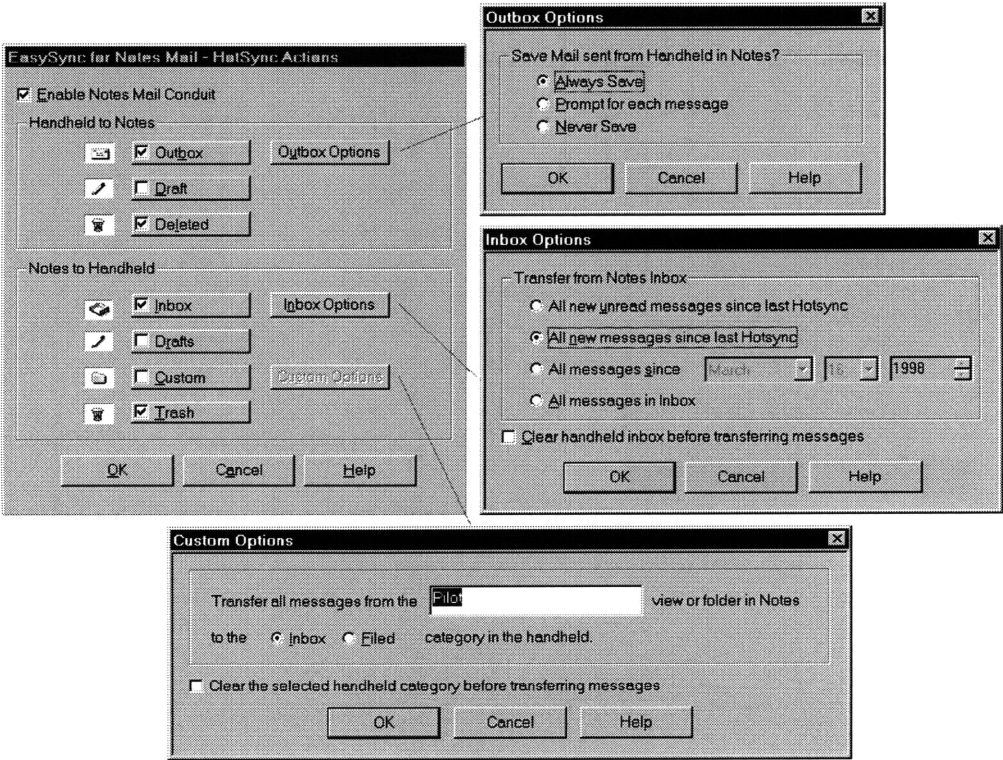 EasySync for Notes Mail - HotSync Actions
Enable Notes Mail Conduit
Handheld to Notes
Outbox
Outbox Options
Draft
Deleted
Notes to Handheld
Inbox
Inbox Options
Drafts
Custom
Custom Options
Trash
OK Cancel Help
Outbox Options
Save Mail sent from Handheld in Notes?
Always Save
Prompt for each message
Never Save
OK Cancel Help
Inbox Options
Transfer from Notes Inbox
All new unread messages since last Hotsync
All new messages since last Hotsync
All messages since March 16 1998
All messages in Inbox
Clear handheld inbox before transferring messages
OK Cancel Help
Custom Options
Transfer all messages from the Pilot view or folder in Notes
to the Inbox Filed category in the handheld.
Clear the selected handheld category before transferring messages
OK Cancel Help